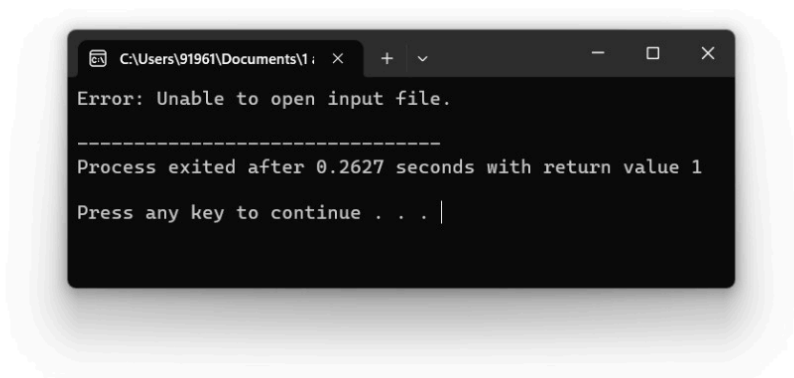 C:\Users\91961\Documents\1 a
Error: Unable to open input file.
--------------------------------
Process exited after 0.2627 seconds with return value 1
Press any key to continue . . .